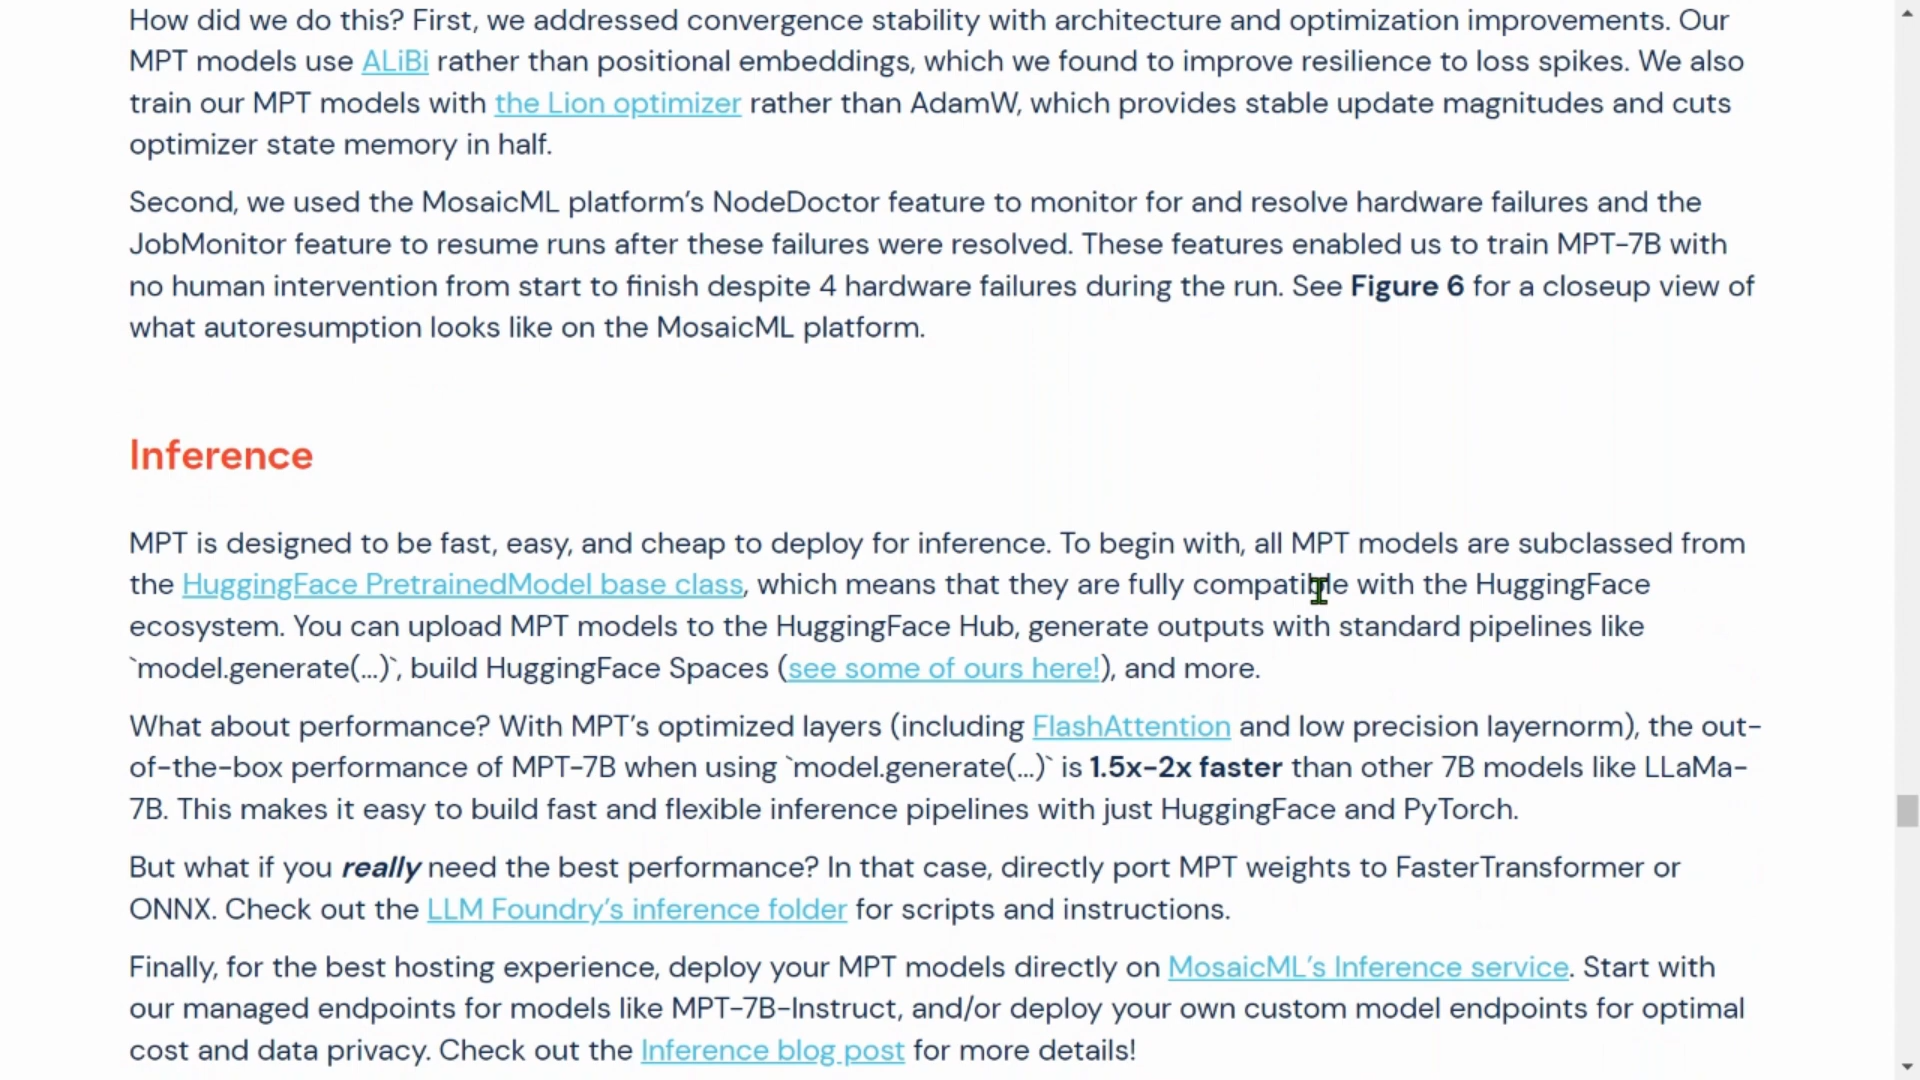 How did we do this? First, we addressed convergence stability with architecture and optimization improvements. Our
MPT models use ALiBi rather than positional embeddings, which we found to improve resilience to loss spikes. We also
train our MPT models with the Lion optimizer rather than AdamW, which provides stable update magnitudes and cuts
optimizer state memory in half.
Second, we used the MosaicML platform’s NodeDoctor feature to monitor for and resolve hardware failures and the
JobMonitor feature to resume runs after these failures were resolved. These features enabled us to train MPT-7B with
no human intervention from start to finish despite 4 hardware failures during the run. See Figure 6 for a closeup view of
what autoresumption looks like on the MosaicML platform.
Inference
MPT is designed to be fast, easy, and cheap to deploy for inference. To begin with, all MPT models are subclassed from
the HuggingFace PretrainedModel base class, which means that they are fully compatible with the HuggingFace
ecosystem. You can upload MPT models to the HuggingFace Hub, generate outputs with standard pipelines like
`model.generate(...)`, build HuggingFace Spaces (see some of ours here!), and more.
What about performance? With MPT’s optimized layers (including FlashAttention and low precision layernorm), the out-
of-the-box performance of MPT-7B when using `model.generate(...)` is 1.5x-2x faster than other 7B models like LLaMa-
7B. This makes it easy to build fast and flexible inference pipelines with just HuggingFace and PyTorch.
But what if you really need the best performance? In that case, directly port MPT weights to FasterTransformer or
ONNX. Check out the LLM Foundry’s inference folder for scripts and instructions.
Finally, for the best hosting experience, deploy your MPT models directly on MosaicML’s Inference service. Start with
our managed endpoints for models like MPT-7B-Instruct, and/or deploy your own custom model endpoints for optimal
cost and data privacy. Check out the Inference blog post for more details!